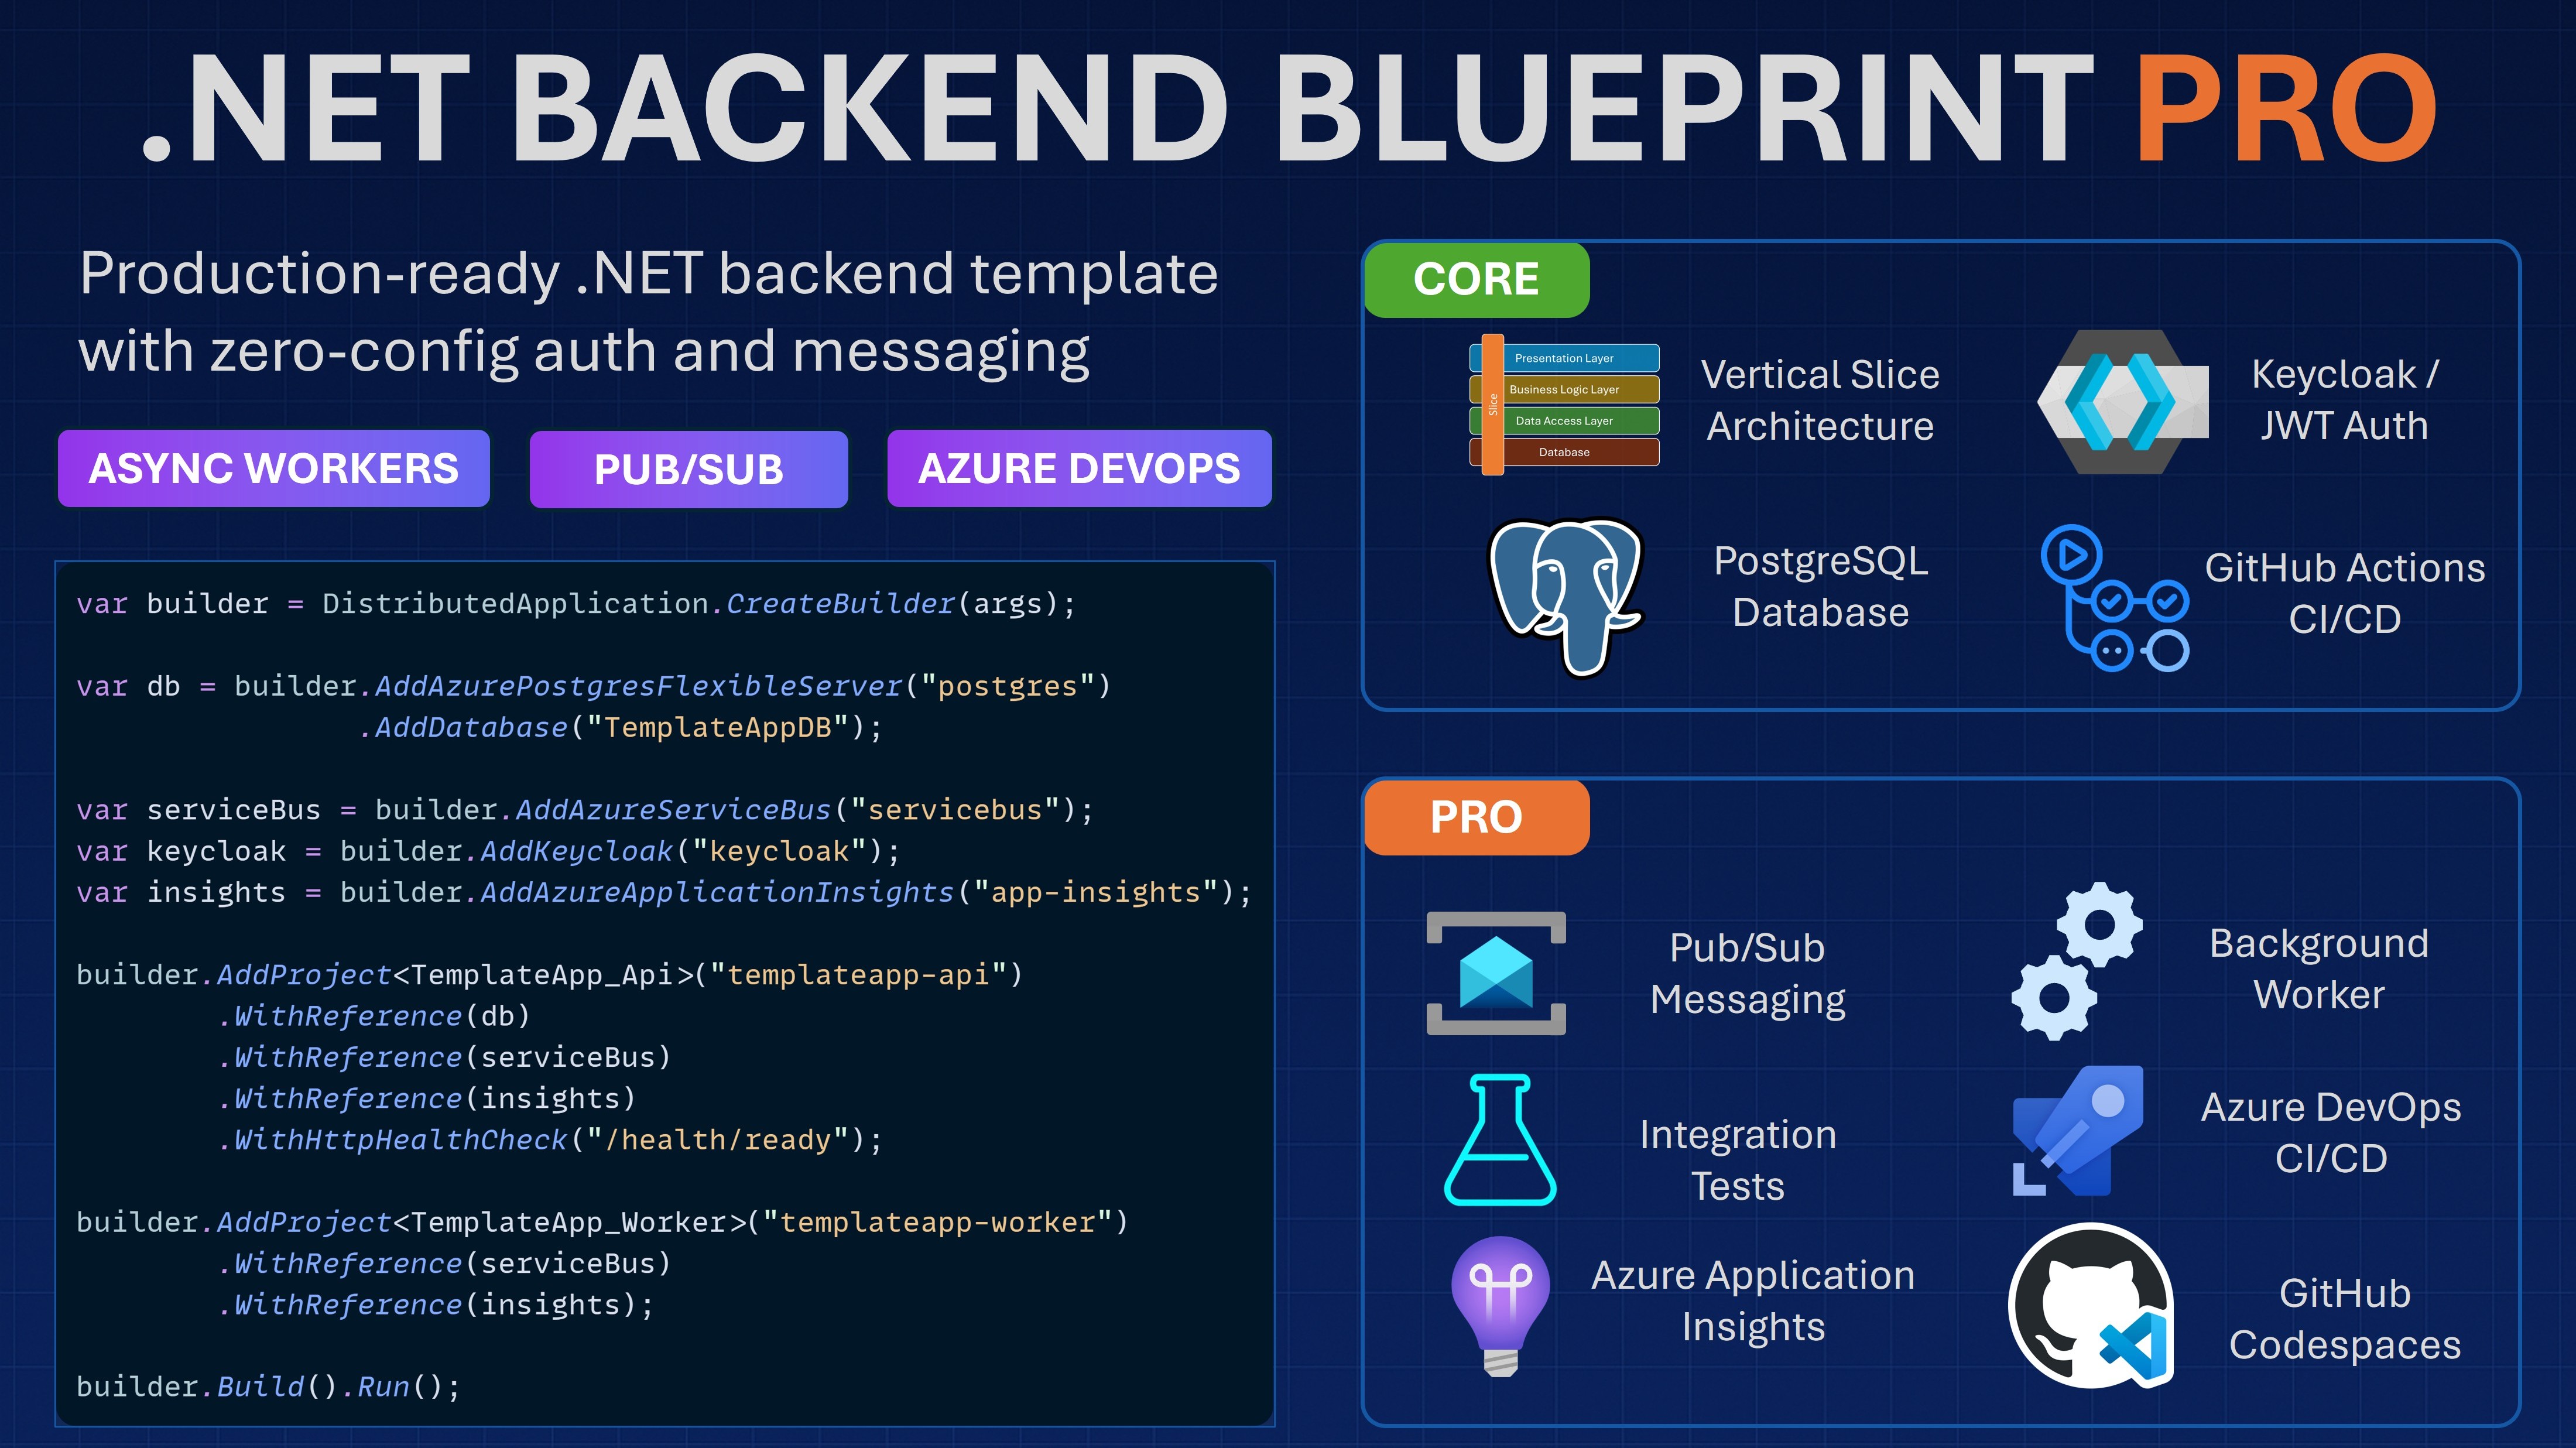 .NET BACKEND BLUEPRINT PRO
Production-ready .NET backend template
with zero-config auth and messaging
ASYNC WORKERS
PUB/SUB
AZURE DEVOPS
var builder = DistributedApplication.CreateBuilder(args);
var db = builder.AddAzurePostgresFlexibleServer("postgres")
.AddDatabase("TemplateAppDB");
var serviceBus = builder.AddAzureServiceBus("servicebus");
var keycloak = builder.AddKeycloak("keycloak");
var insights = builder.AddAzureApplicationInsights("app-insights");
builder.AddProject<TemplateApp_Api>("templateapp-api")
.WithReference(db)
.WithReference(serviceBus)
.WithReference(insights)
.WithHttpHealthCheck("/health/ready");
builder.AddProject<TemplateApp_Worker>("templateapp-worker")
.WithReference(serviceBus)
.WithReference(insights);
builder.Build().Run();
CORE
Slice
Presentation Layer
Business Logic Layer
Data Access Layer
Database
Vertical Slice
Architecture
Keycloak /
JWT Auth
PostgreSQL
Database
GitHub Actions
CI/CD
PRO
Pub/Sub
Messaging
Background
Worker
Integration
Tests
Azure DevOps
CI/CD
Azure Application
Insights
GitHub
Codespaces